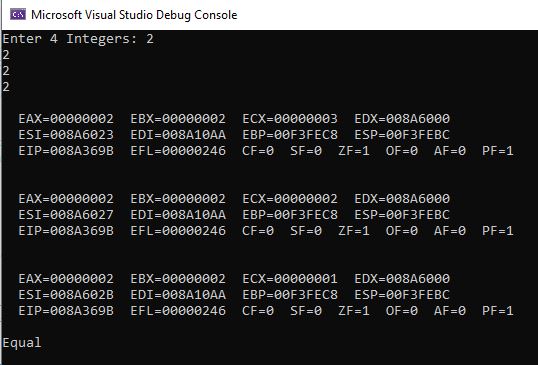 Microsoft Visual Studio Debug Console
Enter 4 Integers: 2
2
2
2
EAX=00000002 EBX=00000002 ECX=00000003 EDX=008A6000
ESI=008A6023 EDI=008A10AA EBP=00F3FEC8 ESP=00F3FEBC
EIP=008A369B EFL=00000246 CF=0 SF=0 ZF=1 OF=0 AF=0 PF=1
EAX=00000002 EBX=00000002 ECX=00000002 EDX=008A6000
ESI=008A6027 EDI=008A10AA EBP=00F3FEC8 ESP=00F3FEBC
EIP=008A369B EFL=00000246 CF=0 SF=0 ZF=1 OF=0 AF=0 PF=1
EAX=00000002 EBX=00000002 ECX=00000001 EDX=008A6000
ESI=008A602B EDI=008A10AA EBP=00F3FEC8 ESP=00F3FEBC
EIP=008A369B EFL=00000246 CF=0 SF=0 ZF=1 OF=0 AF=0 PF=1
Equal